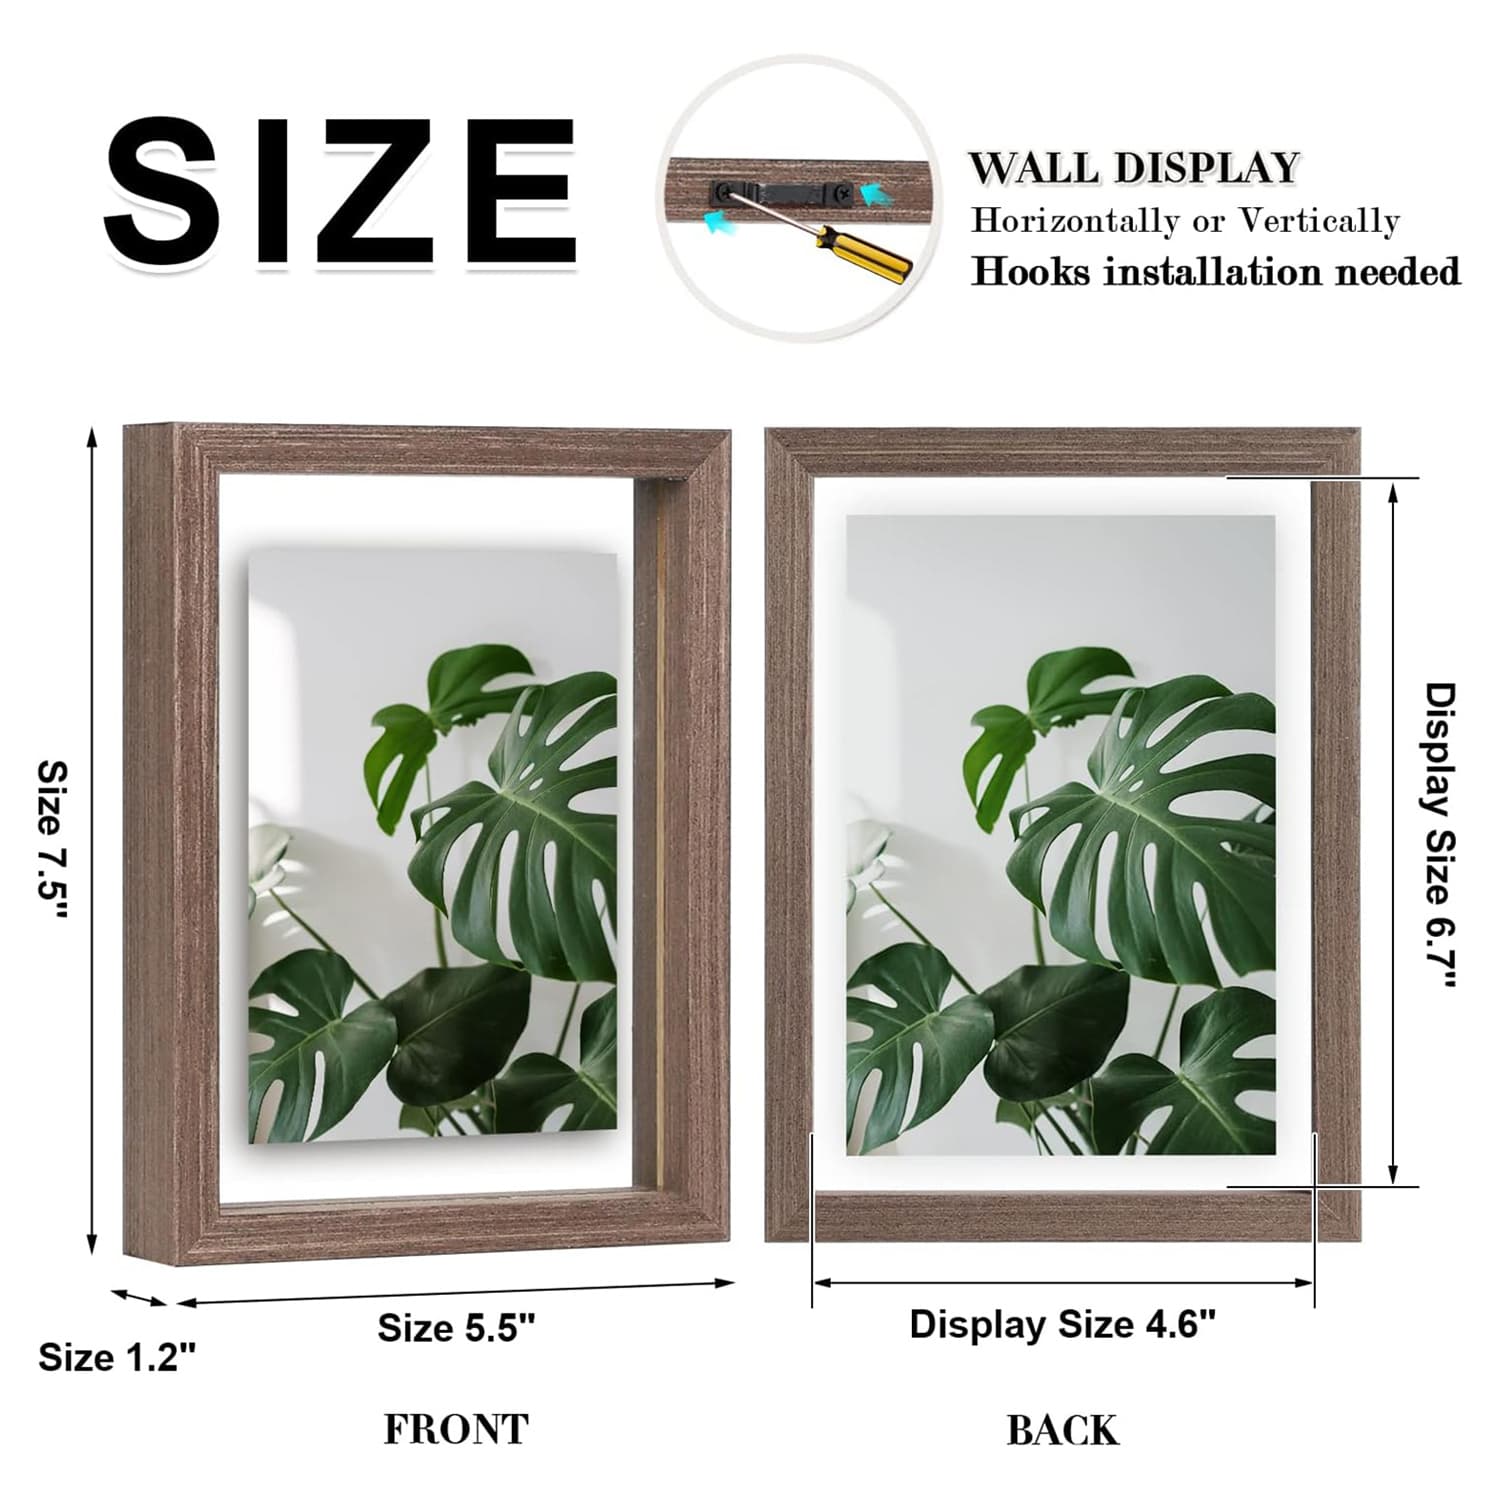 SIZE
WALL DISPLAY
Horizontally or Vertically
Hooks installation needed
Size 7.5"
Size 1.2"
Size 5.5"
FRONT
Display Size 6.7"
Display Size 4.6"
BACK